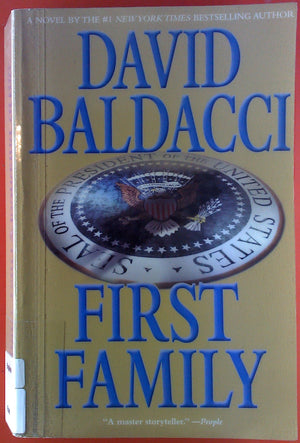 A NOVEL BY THE #1 NEW YORK TIMES BESTSELLING AUTHOR
DAVID
BALDACCI
SEAL OF THE PRESIDENT OF THE UNITED STATES
FIRST
FAMILY
"A master storyteller." —People